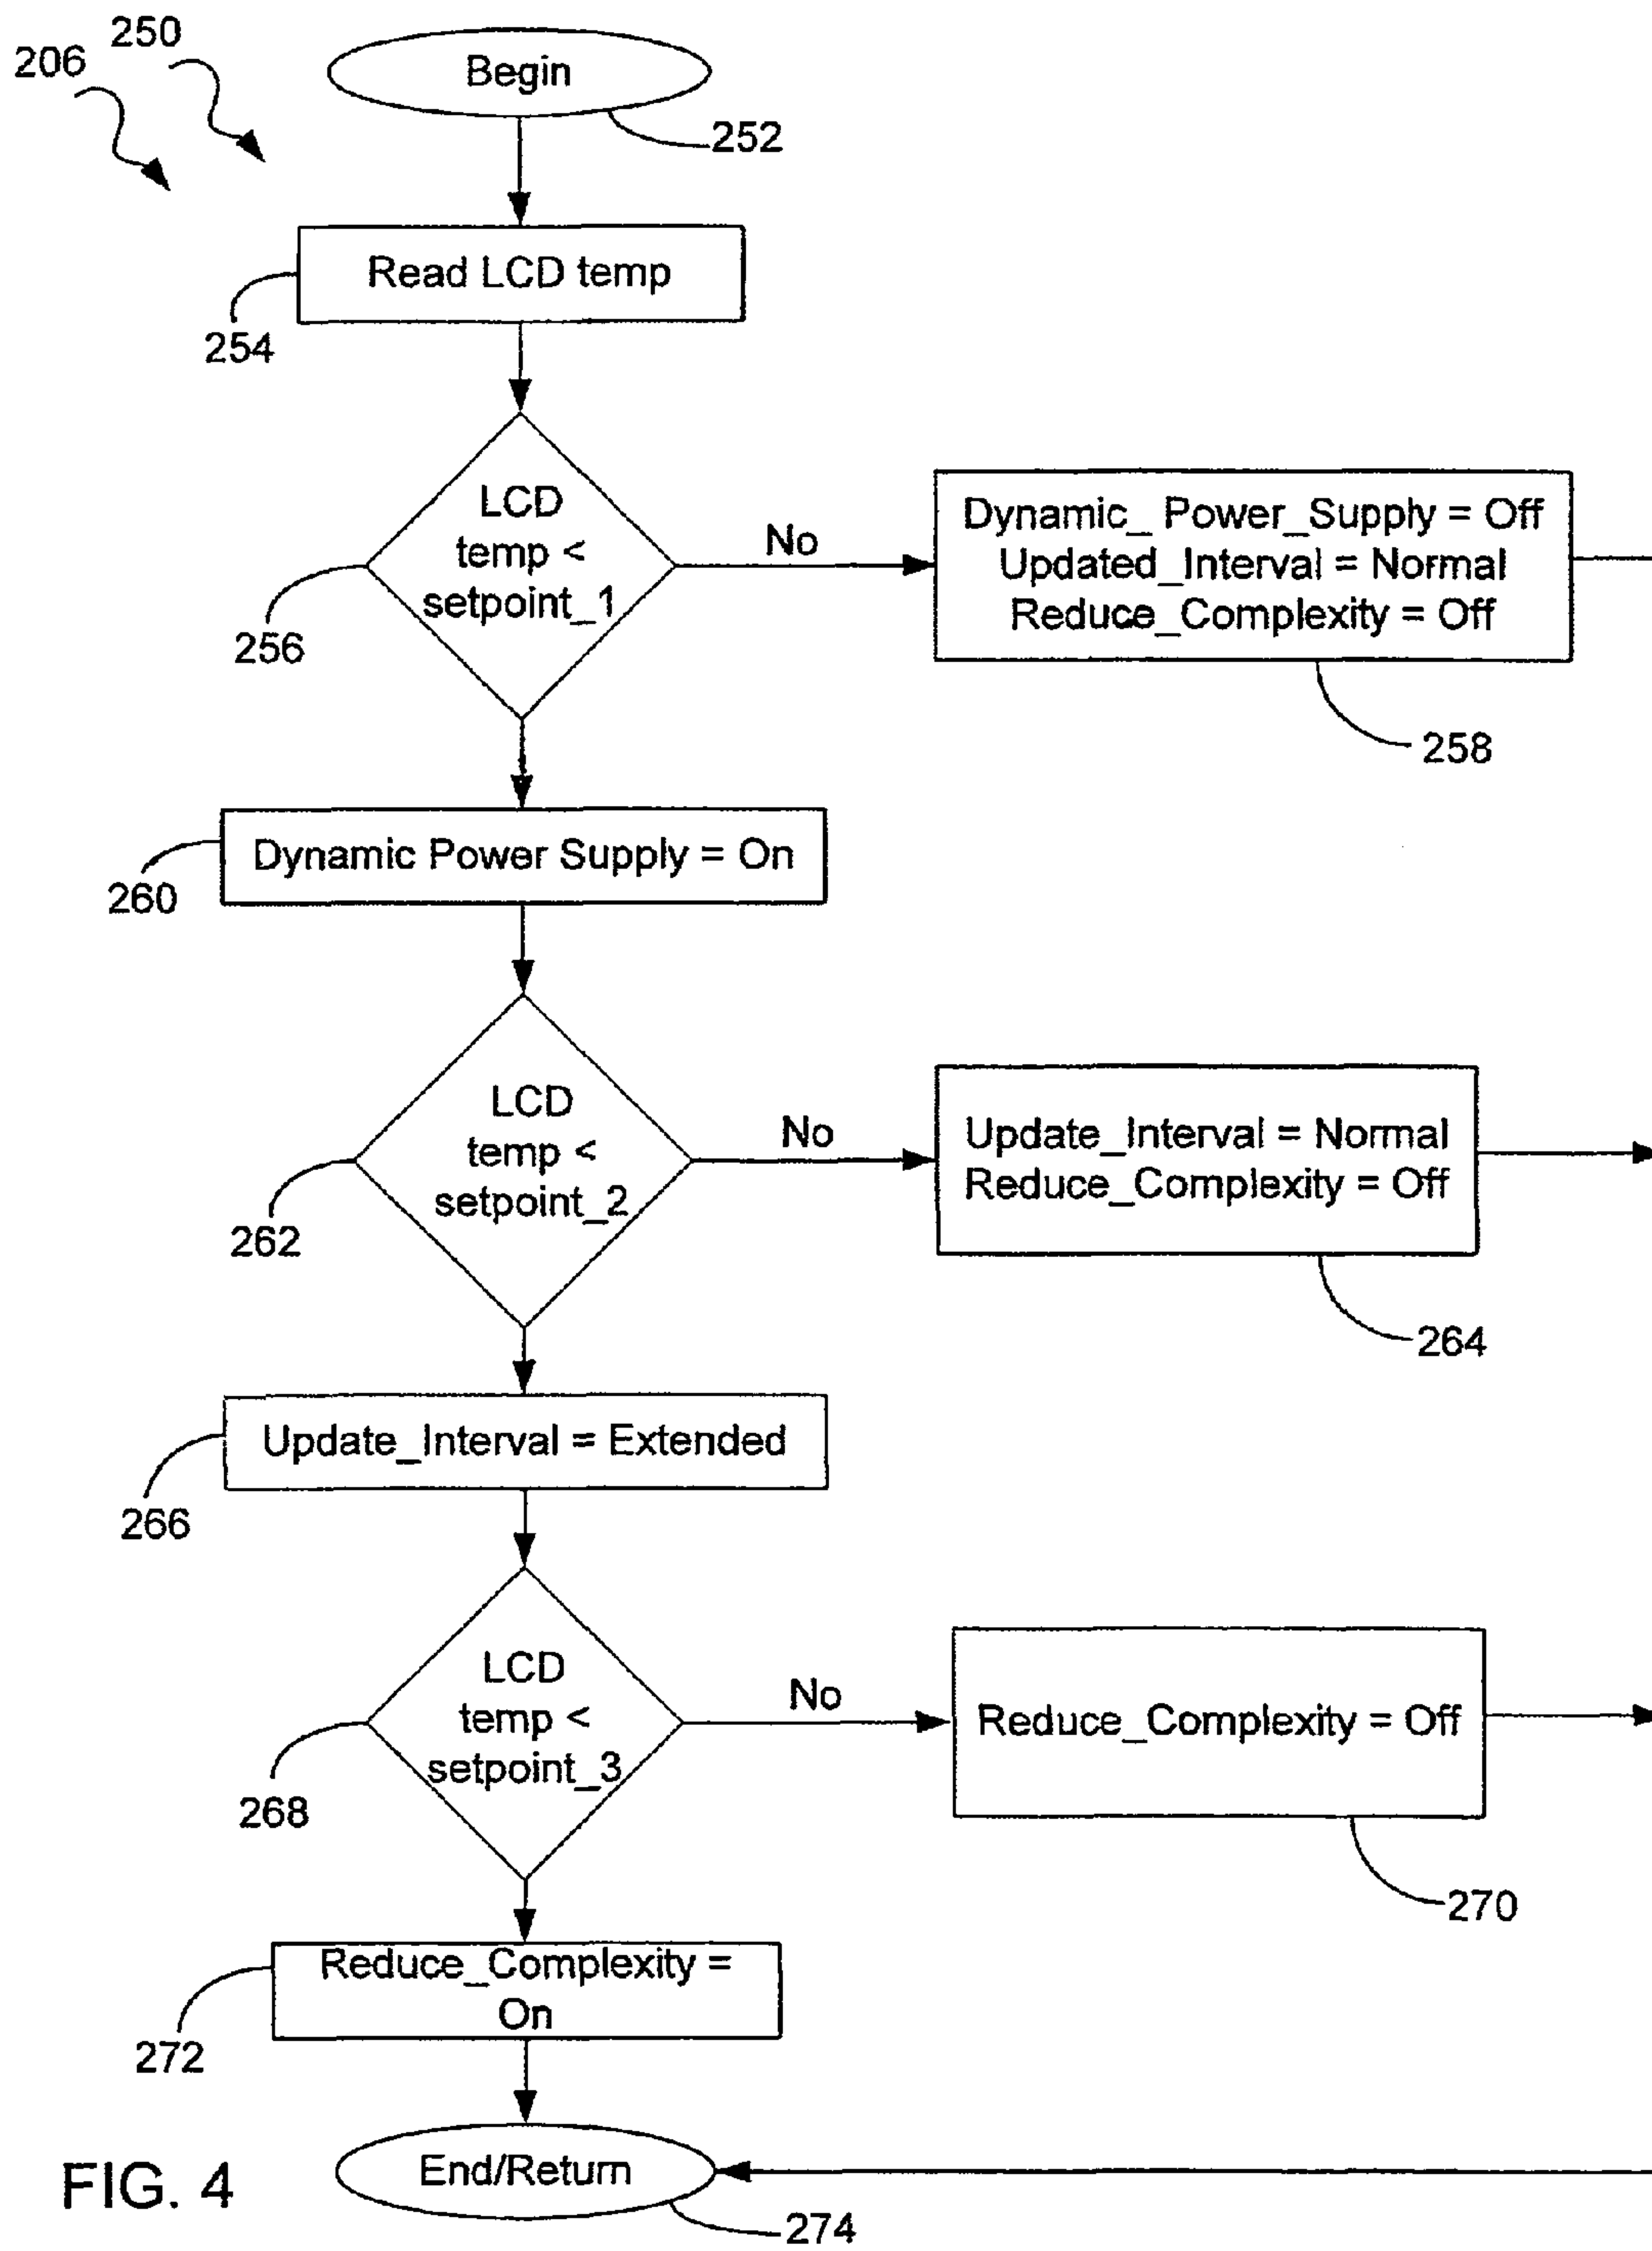 250
206
Begin
252
Read LCD temp
254
LCD
temp <
setpoint_1
256
No
Dynamic_ Power_Supply = Off
Updated_Interval = Normal
Reduce_Complexity = Off
258
Dynamic Power Supply = On
260
LCD
temp <
setpoint_2
262
No
Update_Interval = Normal
Reduce_Complexity = Off
264
Update_Interval = Extended
266
LCD
temp <
setpoint_3
268
No
Reduce_Complexity = Off
270
Reduce_Complexity =
On
272
End/Return
274
FIG. 4